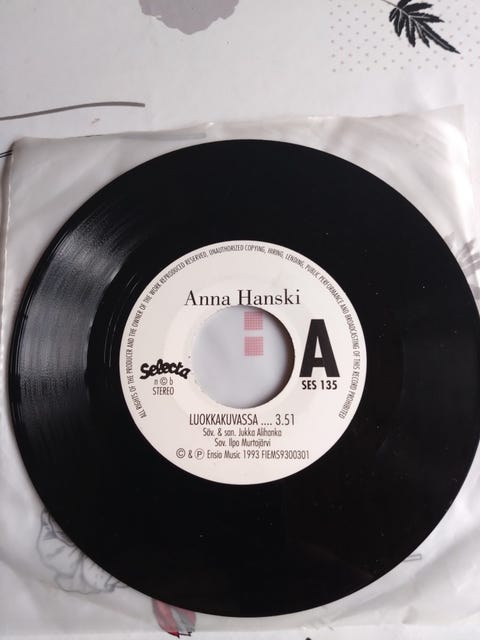 ALL RIGHTS OF THE PRODUCER AND THE OWNER OF THE WORK REPRODUCED RESERVED. UNAUTHORIZED COPYING, HIRING, LENDING, PUBLIC PERFORMANCE AND BROADCASTING OF THIS RECORD PROHIBITED
Anna Hanski
A
SES 135
Selecta
n©b
STEREO
LUOKKAKUVASSA .... 3.51
Säv. & san. Jukka Alihanka
Sov. Ilpo Murtojärvi
© & Ⓟ Ensio Music 1993 FIEMS9300301